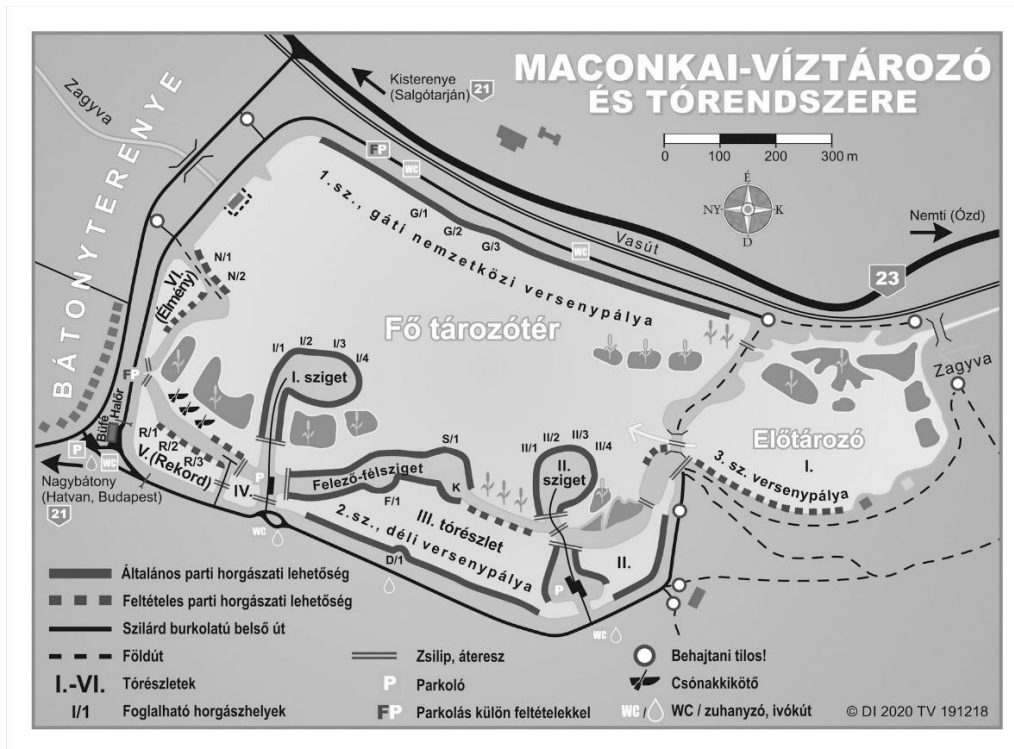 MACONKAI-VÍZTÁROZÓ
ÉS TÓRENDSZERE
Kisterenye
(Salgótarján) 21
0 100 200 300 m
É
NY K
D
Nemti (Ózd)
23
Vasút
Zagyva
BÁTONYTERENYE
FP
WC
1. sz., gáti nemzetközi versenypálya
G/1
G/2
G/3
WC
N/1
N/2
VI.
(Élmény)
Fő tározótér
Zagyva
Előtározó
I.
3. sz. versenypálya
FP
I/1
I/2
I/3
I/4
I. sziget
Büfé
Halőr
P
WC
R/1
R/2
R/3
V.(Rekord)
IV.
P
Nagybátony
(Hatvan, Budapest)
21
WC
S/1
Felező-félsziget
K
F/1
III. tórészlet
2. sz., déli versenypálya
D/1
II/1
II/2
II/3
II/4
II.
sziget
II.
P
WC
Általános parti horgászati lehetőség
Feltételes parti horgászati lehetőség
Szilárd burkolatú belső út
Földút
I.-VI. Tórészletek
I/1 Foglalható horgászhelyek
Zsilip, áteresz
P Parkoló
FP Parkolás külön feltételekkel
Behajtani tilos!
Csónakkikötő
WC / WC / zuhanyzó, ivókút
© DI 2020 TV 191218